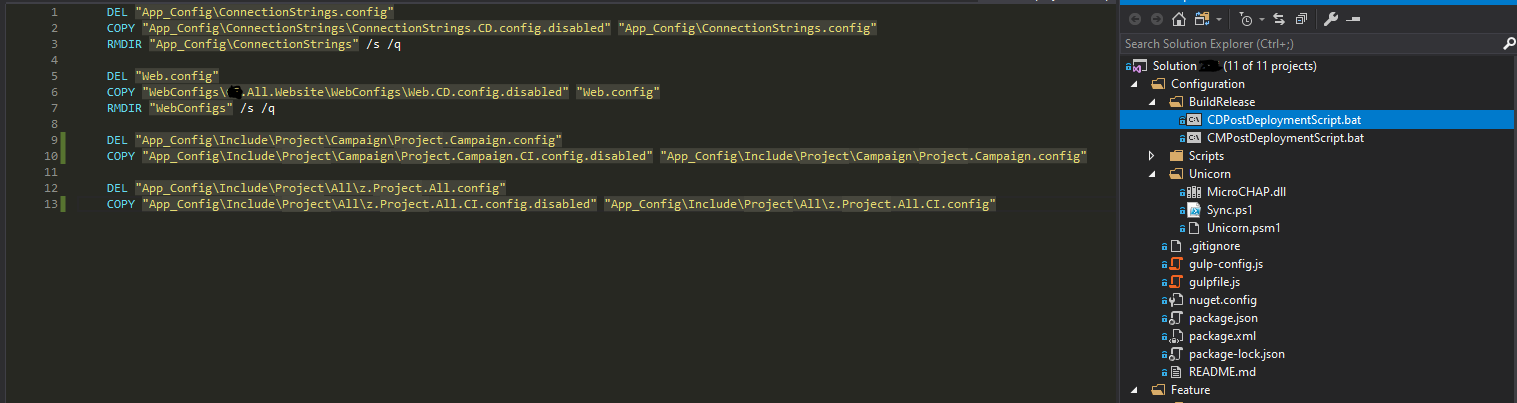 1 DEL "App_Config\ConnectionStrings.config"
2 COPY "App_Config\ConnectionStrings\ConnectionStrings.CD.config.disabled" "App_Config\ConnectionStrings.config"
3 RMDIR "App_Config\ConnectionStrings" /s /q
4
5 DEL "Web.config"
6 COPY "WebConfigs\ .All.Website\WebConfigs\Web.CD.config.disabled" "Web.config"
7 RMDIR "WebConfigs" /s /q
8
9 DEL "App_Config\Include\Project\Campaign\Project.Campaign.config"
10 COPY "App_Config\Include\Project\Campaign\Project.Campaign.CI.config.disabled" "App_Config\Include\Project\Campaign\Project.Campaign.config"
11
12 DEL "App_Config\Include\Project\All\z.Project.All.config"
13 COPY "App_Config\Include\Project\All\z.Project.All.CI.config.disabled" "App_Config\Include\Project\All\z.Project.All.CI.config"
Search Solution Explorer (Ctrl+;)
Solution (11 of 11 projects)
Configuration
BuildRelease
CDPostDeploymentScript.bat
CMPostDeploymentScript.bat
Scripts
Unicorn
MicroCHAP.dll
Sync.ps1
Unicorn.psm1
.gitignore
gulp-config.js
gulpfile.js
nuget.config
package.json
package.xml
package-lock.json
README.md
Feature